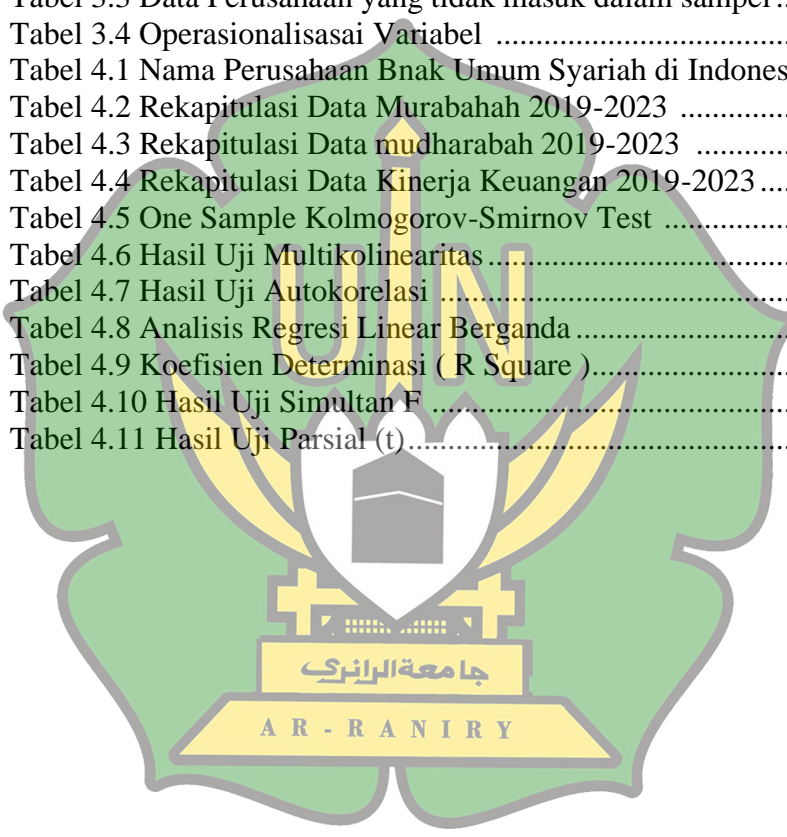 Tabel 3.3 Data Perusahaan yang tidak masuk dalam sampel..
Tabel 3.4 Operasionalisasai Variabel ........................................
Tabel 4.1 Nama Perusahaan Bnak Umum Syariah di Indones
Tabel 4.2 Rekapitulasi Data Murabahah 2019-2023 ..............
Tabel 4.3 Rekapitulasi Data mudharabah 2019-2023 ............
Tabel 4.4 Rekapitulasi Data Kinerja Keuangan 2019-2023....
Tabel 4.5 One Sample Kolmogorov-Smirnov Test ................
Tabel 4.6 Hasil Uji Multikolinearitas.......................................
Tabel 4.7 Hasil Uji Autokorelasi .............................................
Tabel 4.8 Analisis Regresi Linear Berganda...........................
Tabel 4.9 Koefisien Determinasi ( R Square )........................
Tabel 4.10 Hasil Uji Simultan F ..............................................
Tabel 4.11 Hasil Uji Parsial (t)................................................
UIN
جامعة الرانري
AR-RANIRY